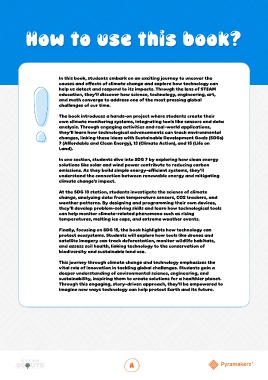 How to use this book?
In this book, students embark on an exciting journey to uncover the
causes and effects of climate change and explore how technology can
help us detect and respond to its impacts. Through the lens of STEAM
education, they'll discover how science, technology, engineering, art,
and math converge to address one of the most pressing global
challenges of our time.
The book introduces a hands-on project where students create their
own climate monitoring systems, integrating tools like sensors and data
analysis. Through engaging activities and real-world applications,
they'll learn how technological advancements can track environmental
changes, linking these ideas with Sustainable Development Goals (SDGs)
7 (Affordable and Clean Energy), 13 (Climate Action), and 15 (Life on
Land).
In one section, students dive into SDG 7 by exploring how clean energy
solutions like solar and wind power contribute to reducing carbon
emissions. As they build simple energy-efficient systems, they'll
understand the connection between renewable energy and mitigating
climate change's impact.
At the SDG 13 station, students investigate the science of climate
change, analyzing data from temperature sensors, CO2 trackers, and
weather patterns. By designing and programming their own devices,
they'll develop problem-solving skills and learn how technological tools
can help monitor climate-related phenomena such as rising
temperatures, melting ice caps, and extreme weather events.
Finally, focusing on SDG 15, the book highlights how technology can
protect ecosystems. Students will explore how tools like drones and
satellite imagery can track deforestation, monitor wildlife habitats,
and assess soil health, linking technology to the conservation of
biodiversity and sustainable land use.
This journey through climate change and technology emphasizes the
vital role of innovation in tackling global challenges. Students gain a
deeper understanding of environmental science, engineering, and
sustainability, inspiring them to create solutions for a healthier planet.
Through this engaging, story-driven approach, they'll be empowered to
imagine new ways technology can help protect Earth and its future.
Pyramakerz